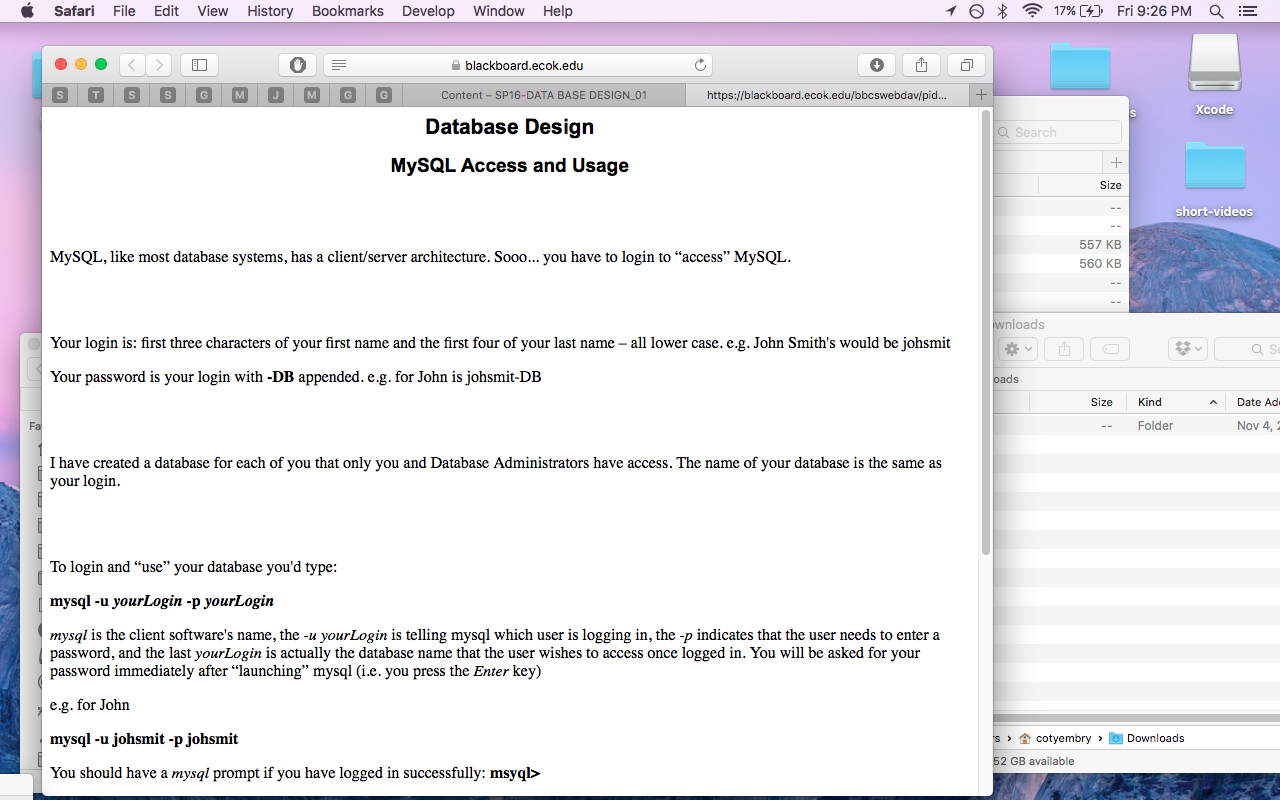 Safari File Edit View History Bookmarks Develop Window Help 17% Fri 9:26 PM
blackboard.ecok.edu
S T S S G M J M G G Content – SP16-DATA BASE DESIGN_01 https://blackboard.ecok.edu/bbcswebdav/pid...
Database Design
MySQL Access and Usage
MySQL, like most database systems, has a client/server architecture. Sooo... you have to login to “access” MySQL.
Your login is: first three characters of your first name and the first four of your last name – all lower case. e.g. John Smith's would be johsmit
Your password is your login with -DB appended. e.g. for John is johsmit-DB
I have created a database for each of you that only you and Database Administrators have access. The name of your database is the same as
your login.
To login and “use” your database you'd type:
mysql -u yourLogin -p yourLogin
mysql is the client software's name, the -u yourLogin is telling mysql which user is logging in, the -p indicates that the user needs to enter a
password, and the last yourLogin is actually the database name that the user wishes to access once logged in. You will be asked for your
password immediately after “launching” mysql (i.e. you press the Enter key)
e.g. for John
mysql -u johsmit -p johsmit
You should have a mysql prompt if you have logged in successfully: msyql>
Xcode
short-videos
s
Search
Size
--
--
557 KB
560 KB
--
--
wnloads
oads
Size Kind Date Ad
-- Folder Nov 4, 2
rs › cotyembry › Downloads
52 GB available
Fa